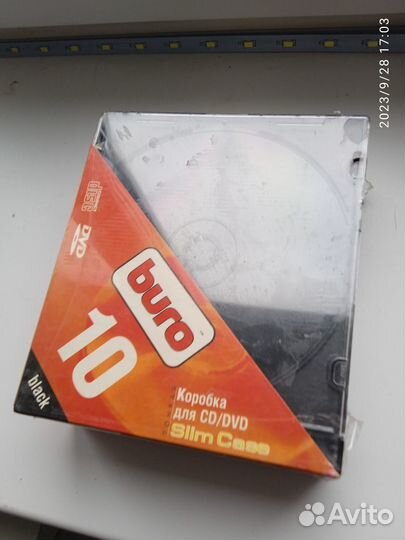 2023/9/28 17:03
disc
DVD
buro
10
black
Коробка
для CD/DVD
Slim Case
Avito